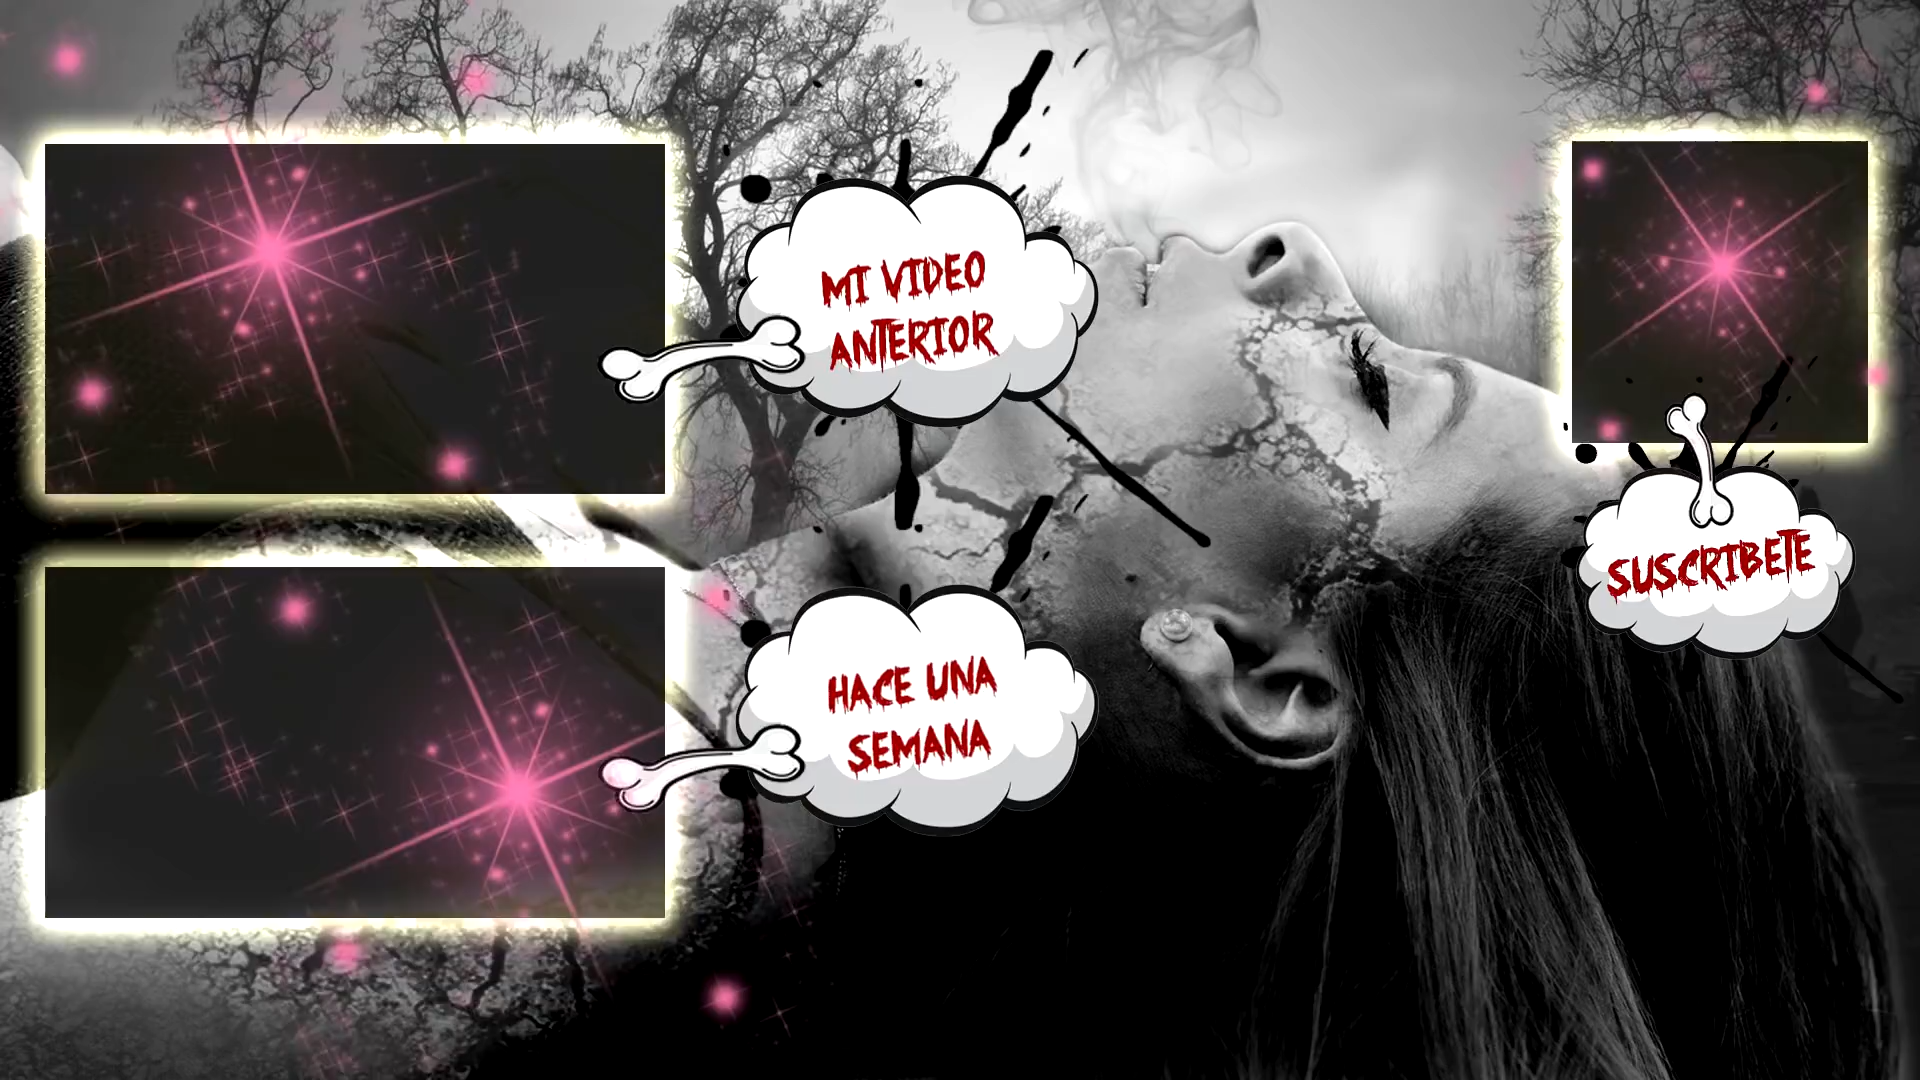 MI VIDEO
ANTERIOR
SUSCRIBETE
HACE UNA
SEMANA